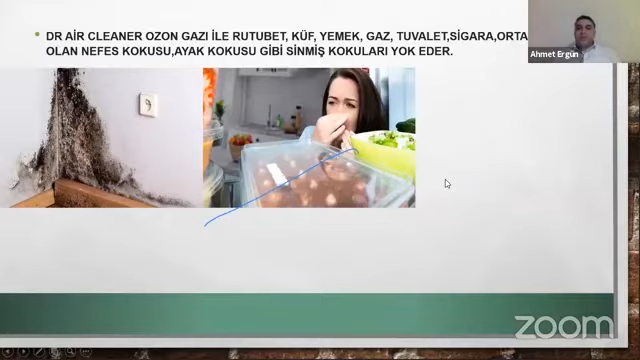 DR AİR CLEANER OZON GAZI İLE RUTUBET, KÜF, YEMEK, GAZ, TUVALET,SİGARA,ORTA
OLAN NEFES KOKUSU,AYAK KOKUSU GİBİ SİNMİŞ KOKULARI YOK EDER.
Ahmet Ergün
zoom